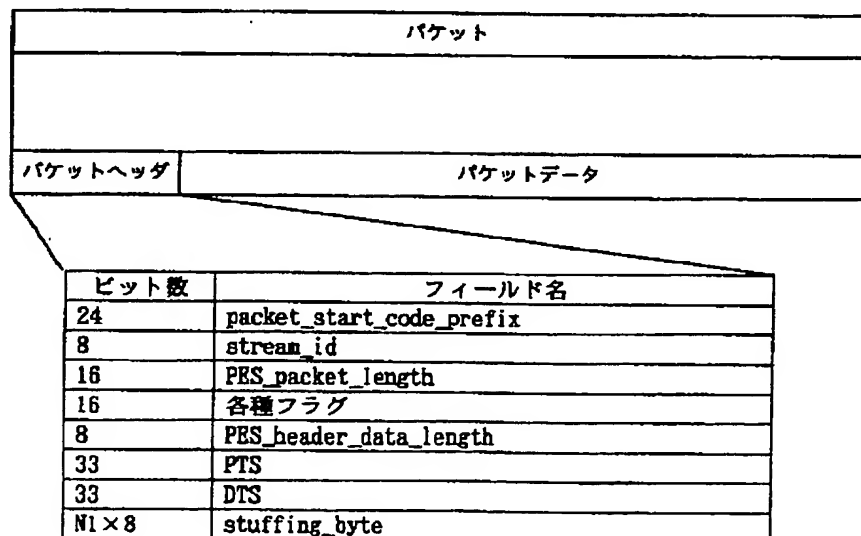 パケット
パケットヘッダ パケットデータ
ビット数 フィールド名
24 packet_start_code_prefix
8 stream_id
16 PES_packet_length
16 各種フラグ
8 PES_header_data_length
33 PTS
33 DTS
N1×8 stuffing_byte